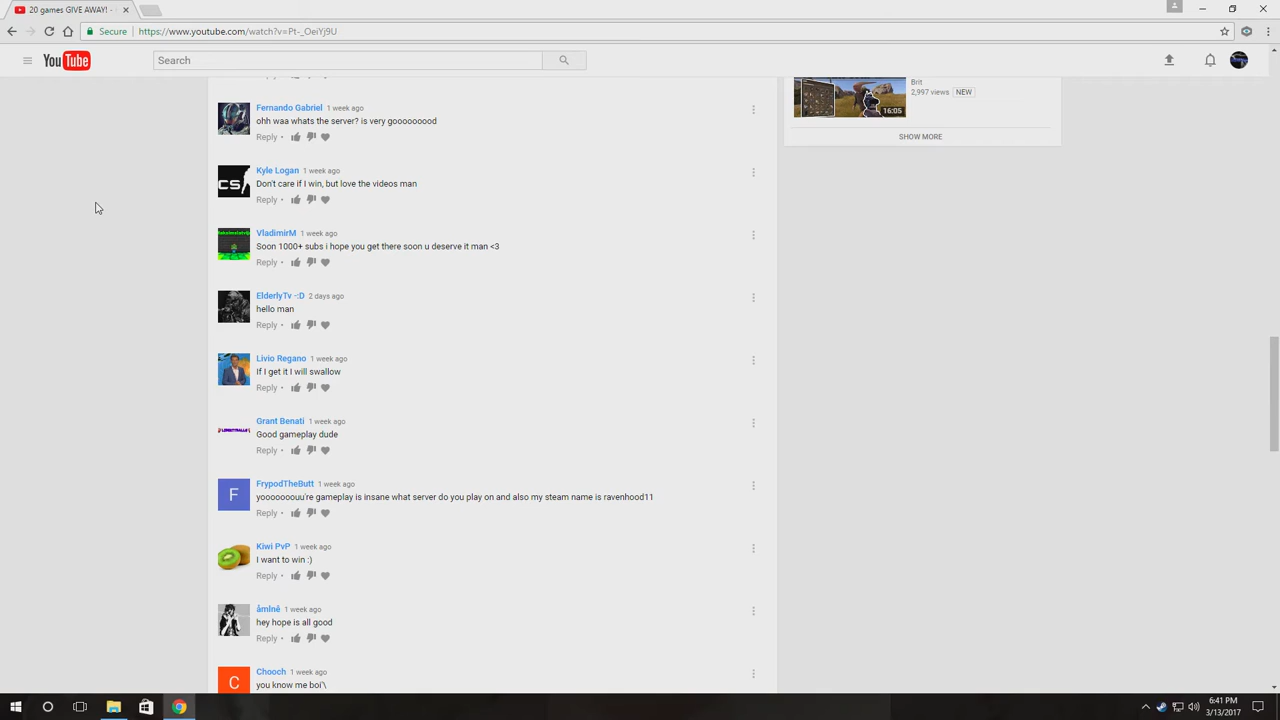 20 games GIVE AWAY! -
Secure https://www.youtube.com/watch?v=Pt-_OeiYj9U
YouTube
Search
Brit
2,997 views NEW
16:05
SHOW MORE
Fernando Gabriel 1 week ago
ohh waa whats the server? is very gooooooood
Reply •
CS
Kyle Logan 1 week ago
Don't care if I win, but love the videos man
Reply •
VladimirM 1 week ago
Soon 1000+ subs i hope you get there soon u deserve it man <3
Reply •
ElderlyTv -:D 2 days ago
hello man
Reply •
Livio Regano 1 week ago
If I get it I will swallow
Reply •
Grant Benati 1 week ago
Good gameplay dude
Reply •
F
FrypodTheButt 1 week ago
yoooooouu're gameplay is insane what server do you play on and also my steam name is ravenhood11
Reply •
Kiwi PvP 1 week ago
I want to win :)
Reply •
åmlnê 1 week ago
hey hope is all good
Reply •
C
Chooch 1 week ago
you know me boi'\
6:41 PM
3/13/2017